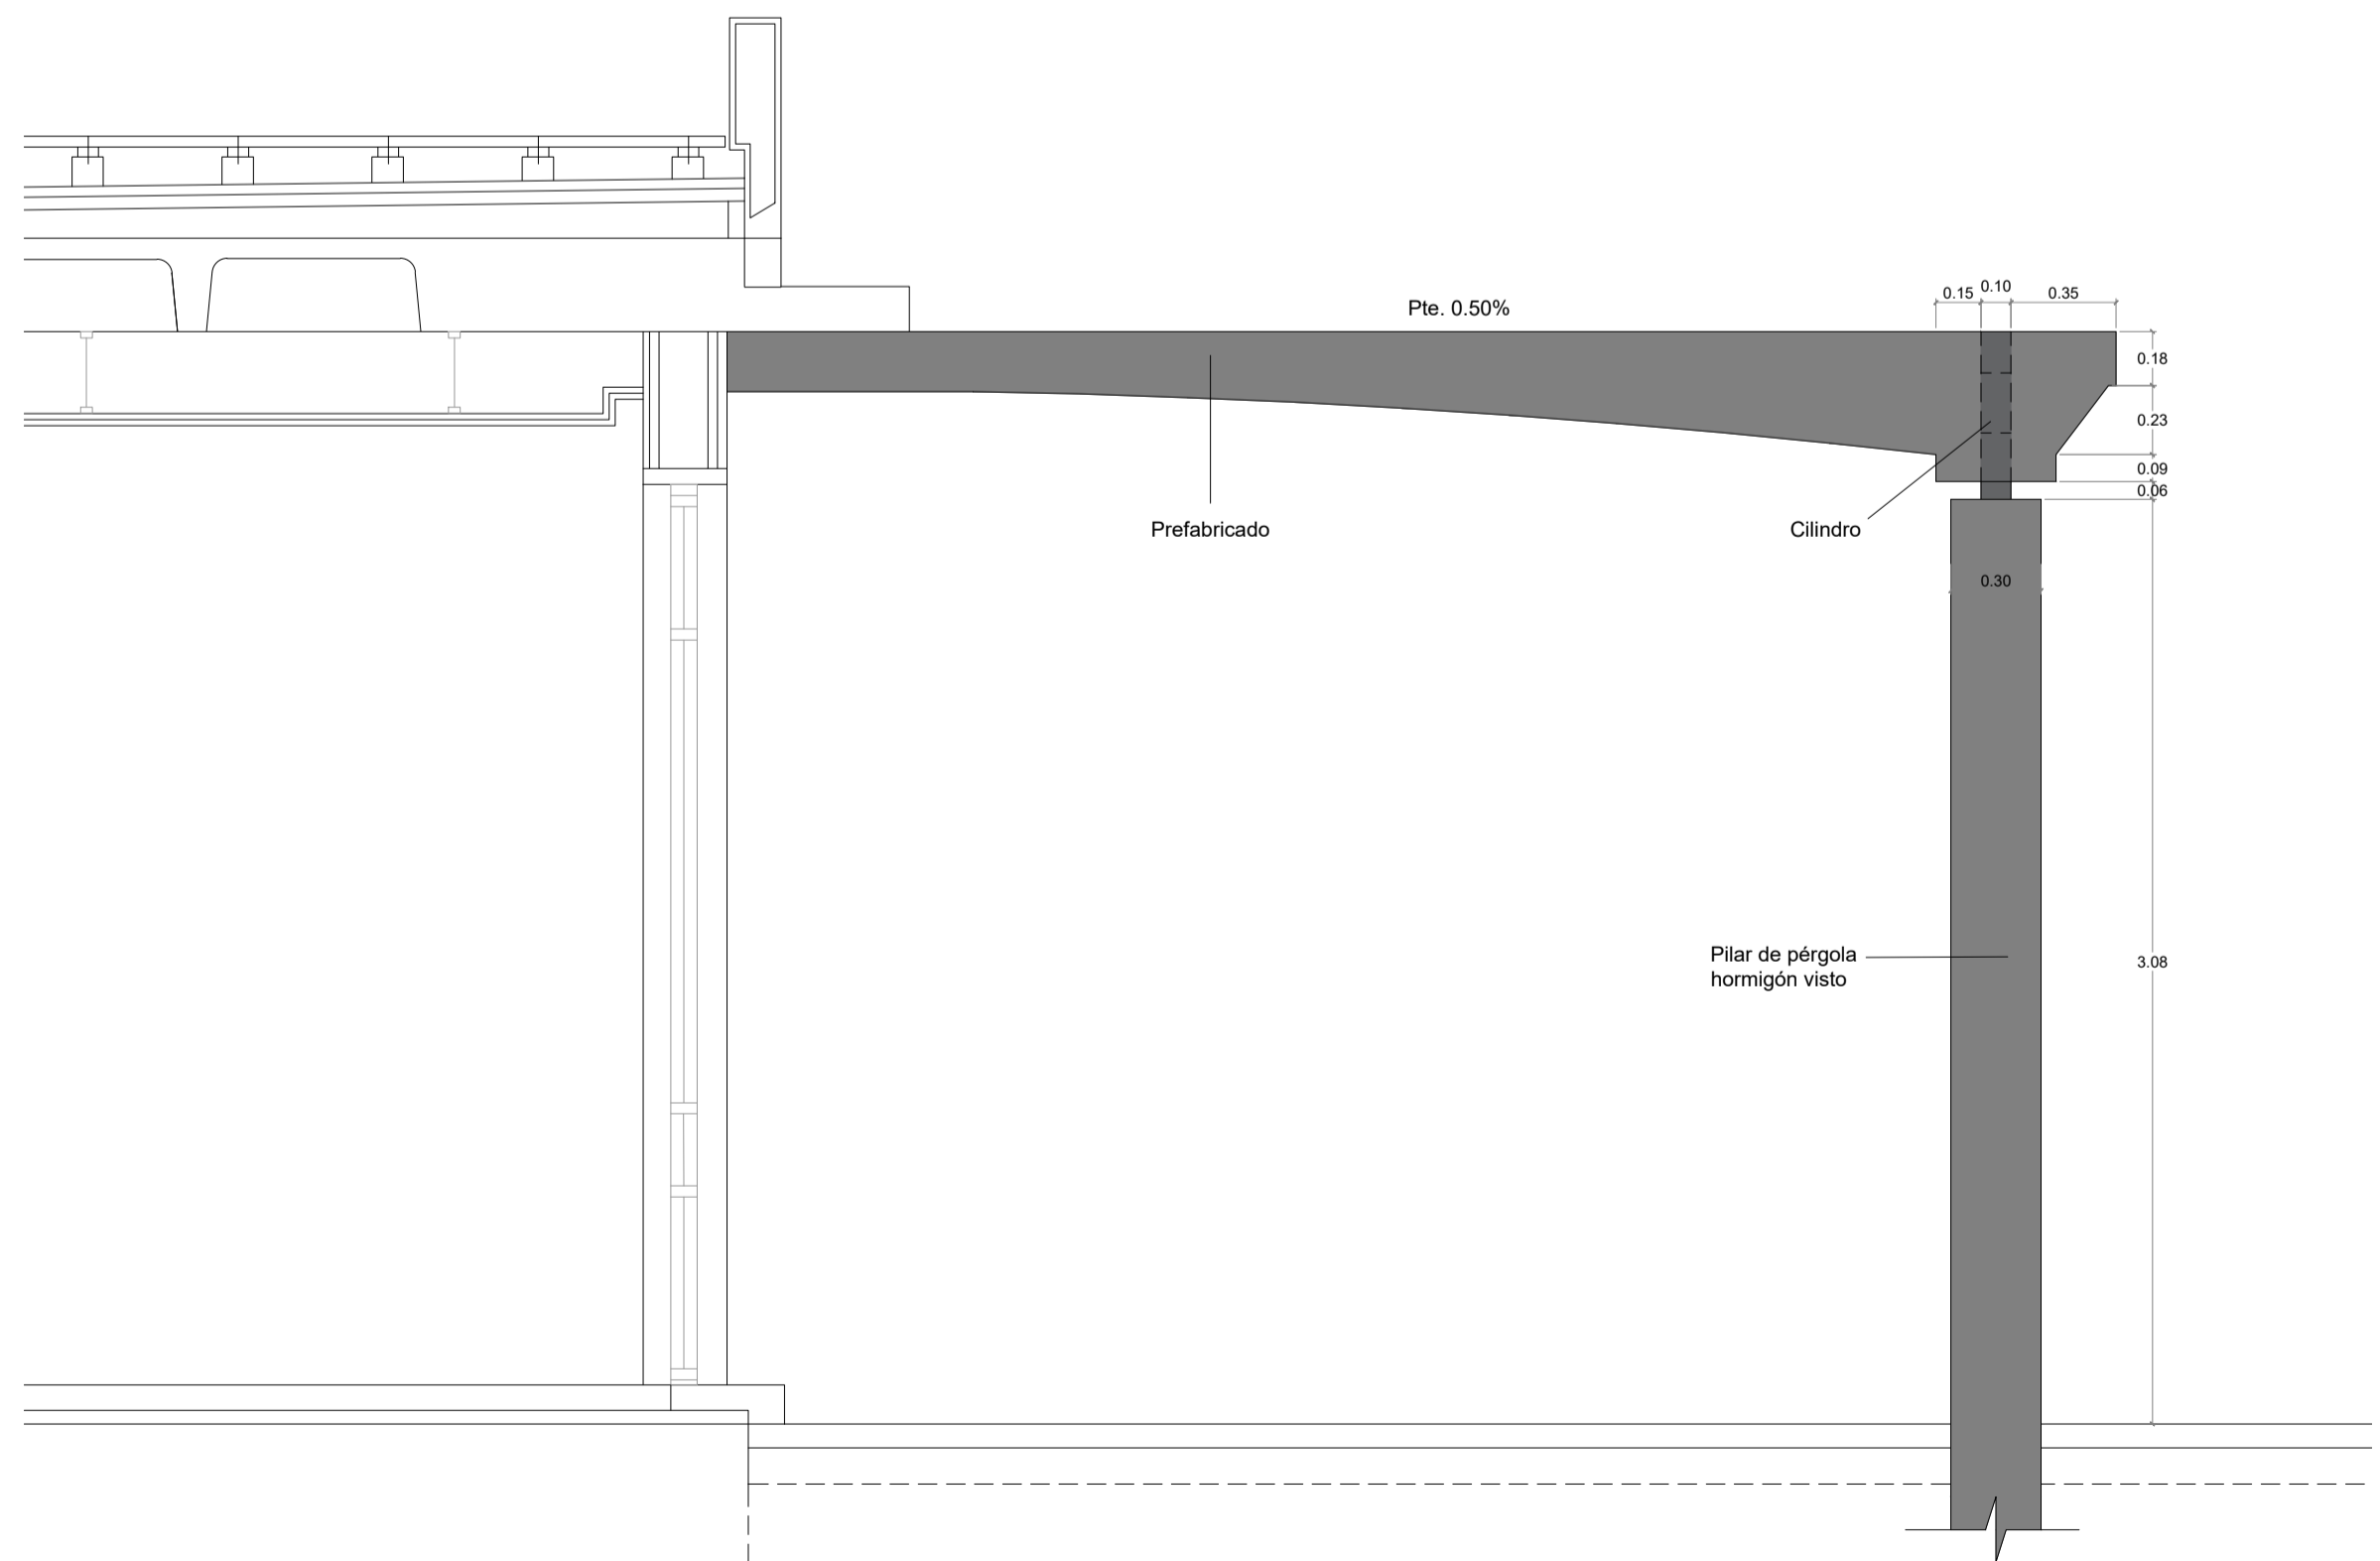 Pte. 0.50%
0.15
0.10
0.35
0.18
0.23
0.09
0.06
Prefabricado
Cilindro
0.30
Pilar de pérgola
hormigón visto
3.08